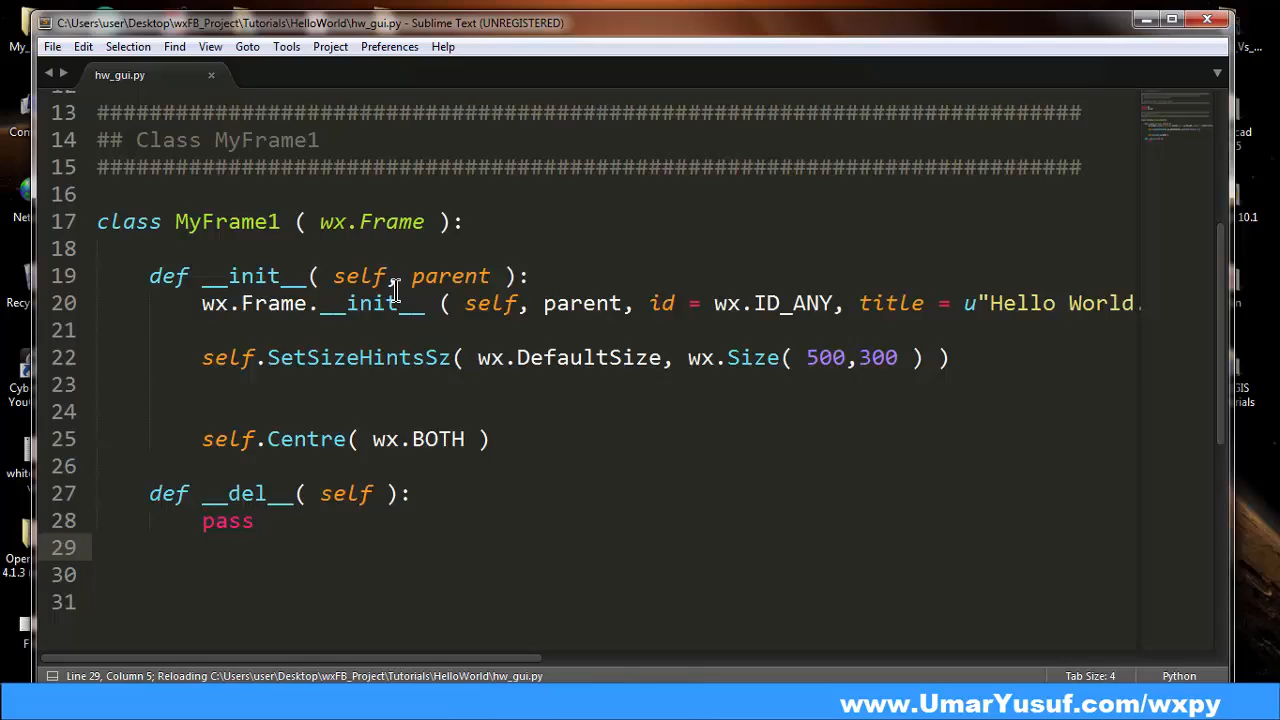 C:\Users\user\Desktop\wxFB_Project\Tutorials\HelloWorld\hw_gui.py - Sublime Text (UNREGISTERED)
File Edit Selection Find View Goto Tools Project Preferences Help
hw_gui.py
13 ###########################################################################
14 ## Class MyFrame1
15 ###########################################################################
16
17 class MyFrame1 ( wx.Frame ):
18
19 def __init__( self, parent ):
20 wx.Frame.__init__ ( self, parent, id = wx.ID_ANY, title = u"Hello World.
21
22 self.SetSizeHintsSz( wx.DefaultSize, wx.Size( 500,300 ) )
23
24
25 self.Centre( wx.BOTH )
26
27 def __del__( self ):
28 pass
29
30
31
Line 29, Column 5; Reloading C:\Users\user\Desktop\wxFB_Project\Tutorials\HelloWorld\hw_gui.py Tab Size: 4 Python
www.UmarYusuf.com/wxpy